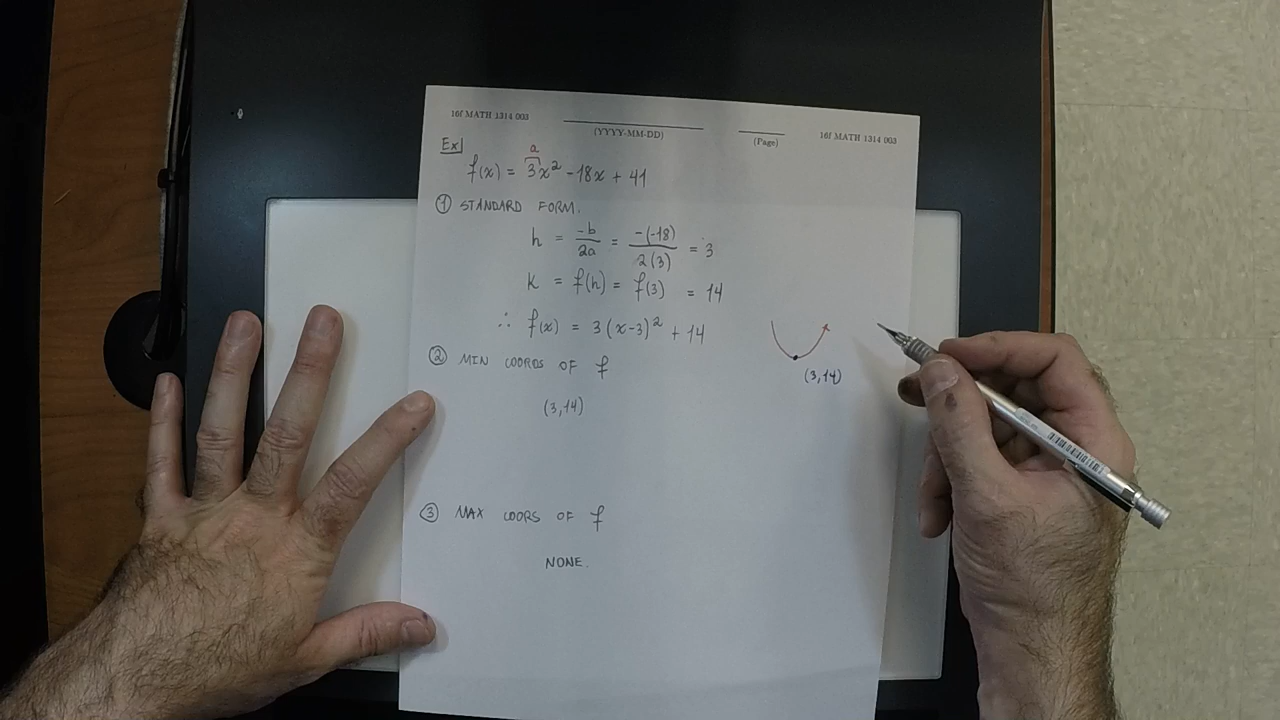 16f MATH 1314 003
(YYYY-MM-DD)
(Page)
16f MATH 1314 003
Ex
a
f(x) = 3x² - 18x + 41
① STANDARD FORM.
h = -b/2a = -(-18)/2(3) = 3
k = f(h) = f(3) = 14
∴ f(x) = 3(x-3)² + 14
(3,14)
② MIN COORDS OF f
(3,14)
③ MAX COORS OF f
NONE.